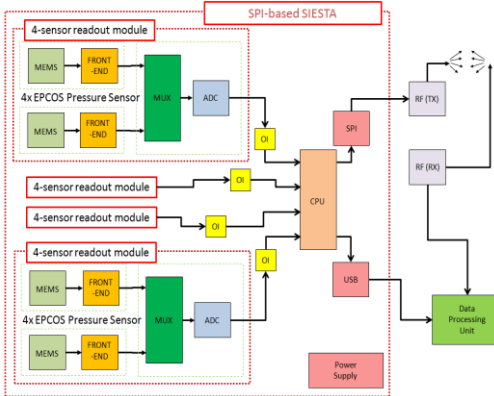 SPI-based SIESTA
4-sensor readout module
MEMS
FRONT
-END
4x EPCOS Pressure Sensor
MEMS
FRONT
-END
MUX
ADC
OI
4-sensor readout module
OI
4-sensor readout module
OI
4-sensor readout module
MEMS
FRONT
-END
4x EPCOS Pressure Sensor
MEMS
FRONT
-END
MUX
ADC
OI
CPU
SPI
USB
Power
Supply
RF (TX)
RF (RX)
Data
Processing
Unit